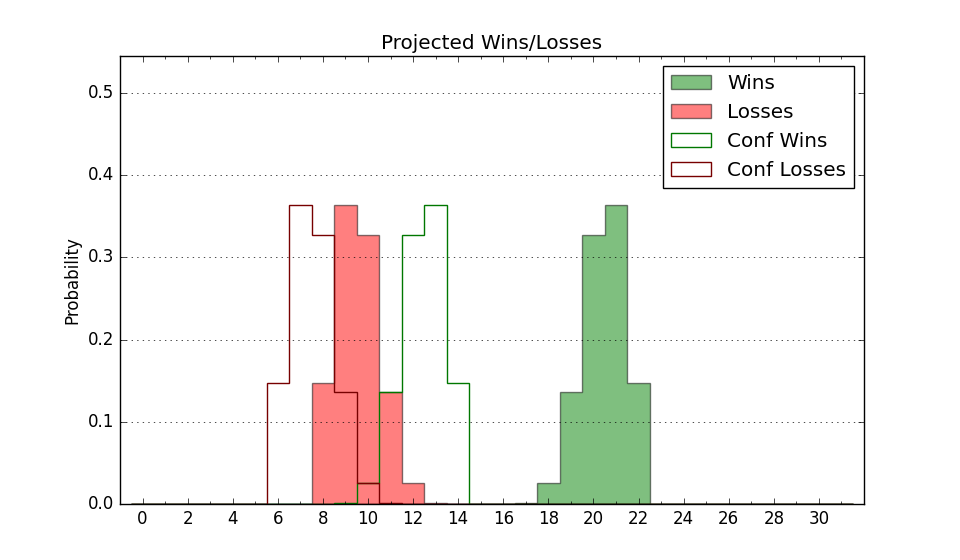 Projected Wins/Losses
Wins
Losses
Conf Wins
Conf Losses
Probability
0.5
0.4
0.3
0.2
0.1
0.0
0 2 4 6 8 10 12 14 16 18 20 22 24 26 28 30